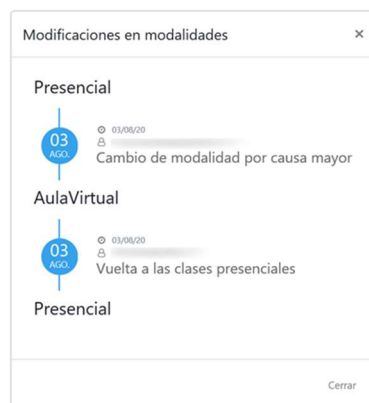 Modificaciones en modalidades ×
Presencial
03
AGO.
03/08/20
Cambio de modalidad por causa mayor
AulaVirtual
03
AGO.
03/08/20
Vuelta a las clases presenciales
Presencial
Cerrar